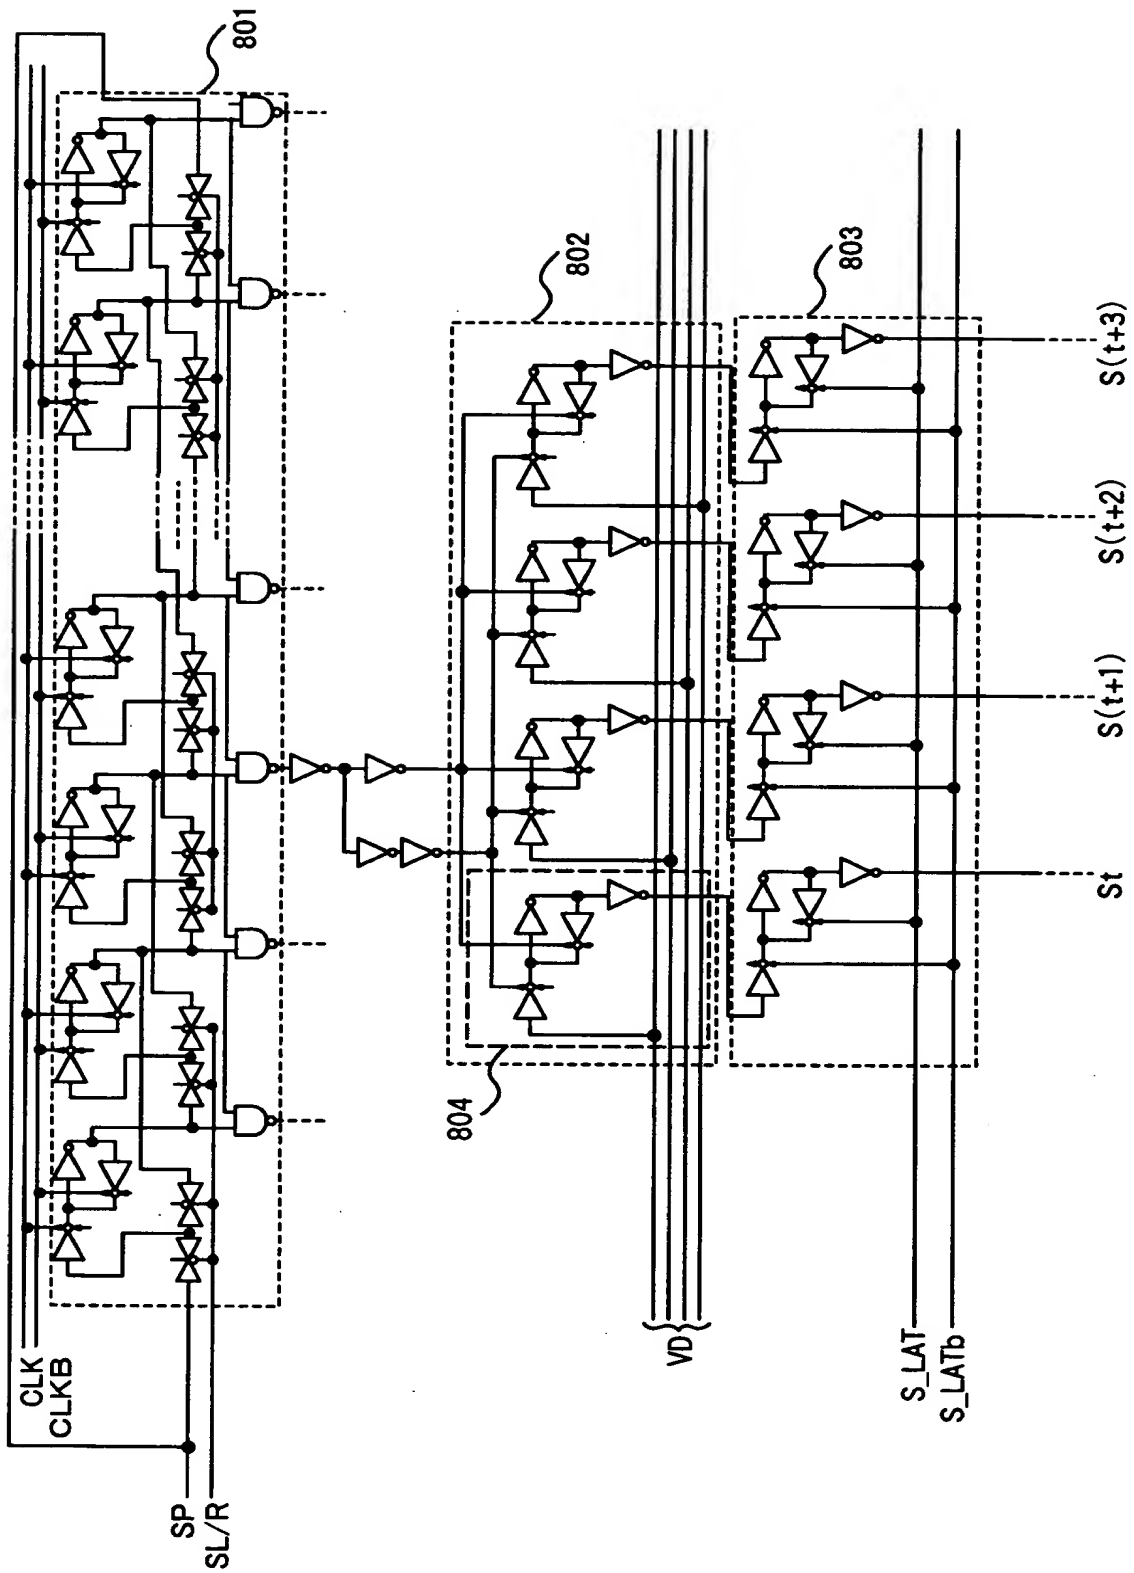 801
CLK
CLKB
SP
SL/R
802
804
VD
803
S_LAT
S_LATb
St
S(t+1)
S(t+2)
S(t+3)